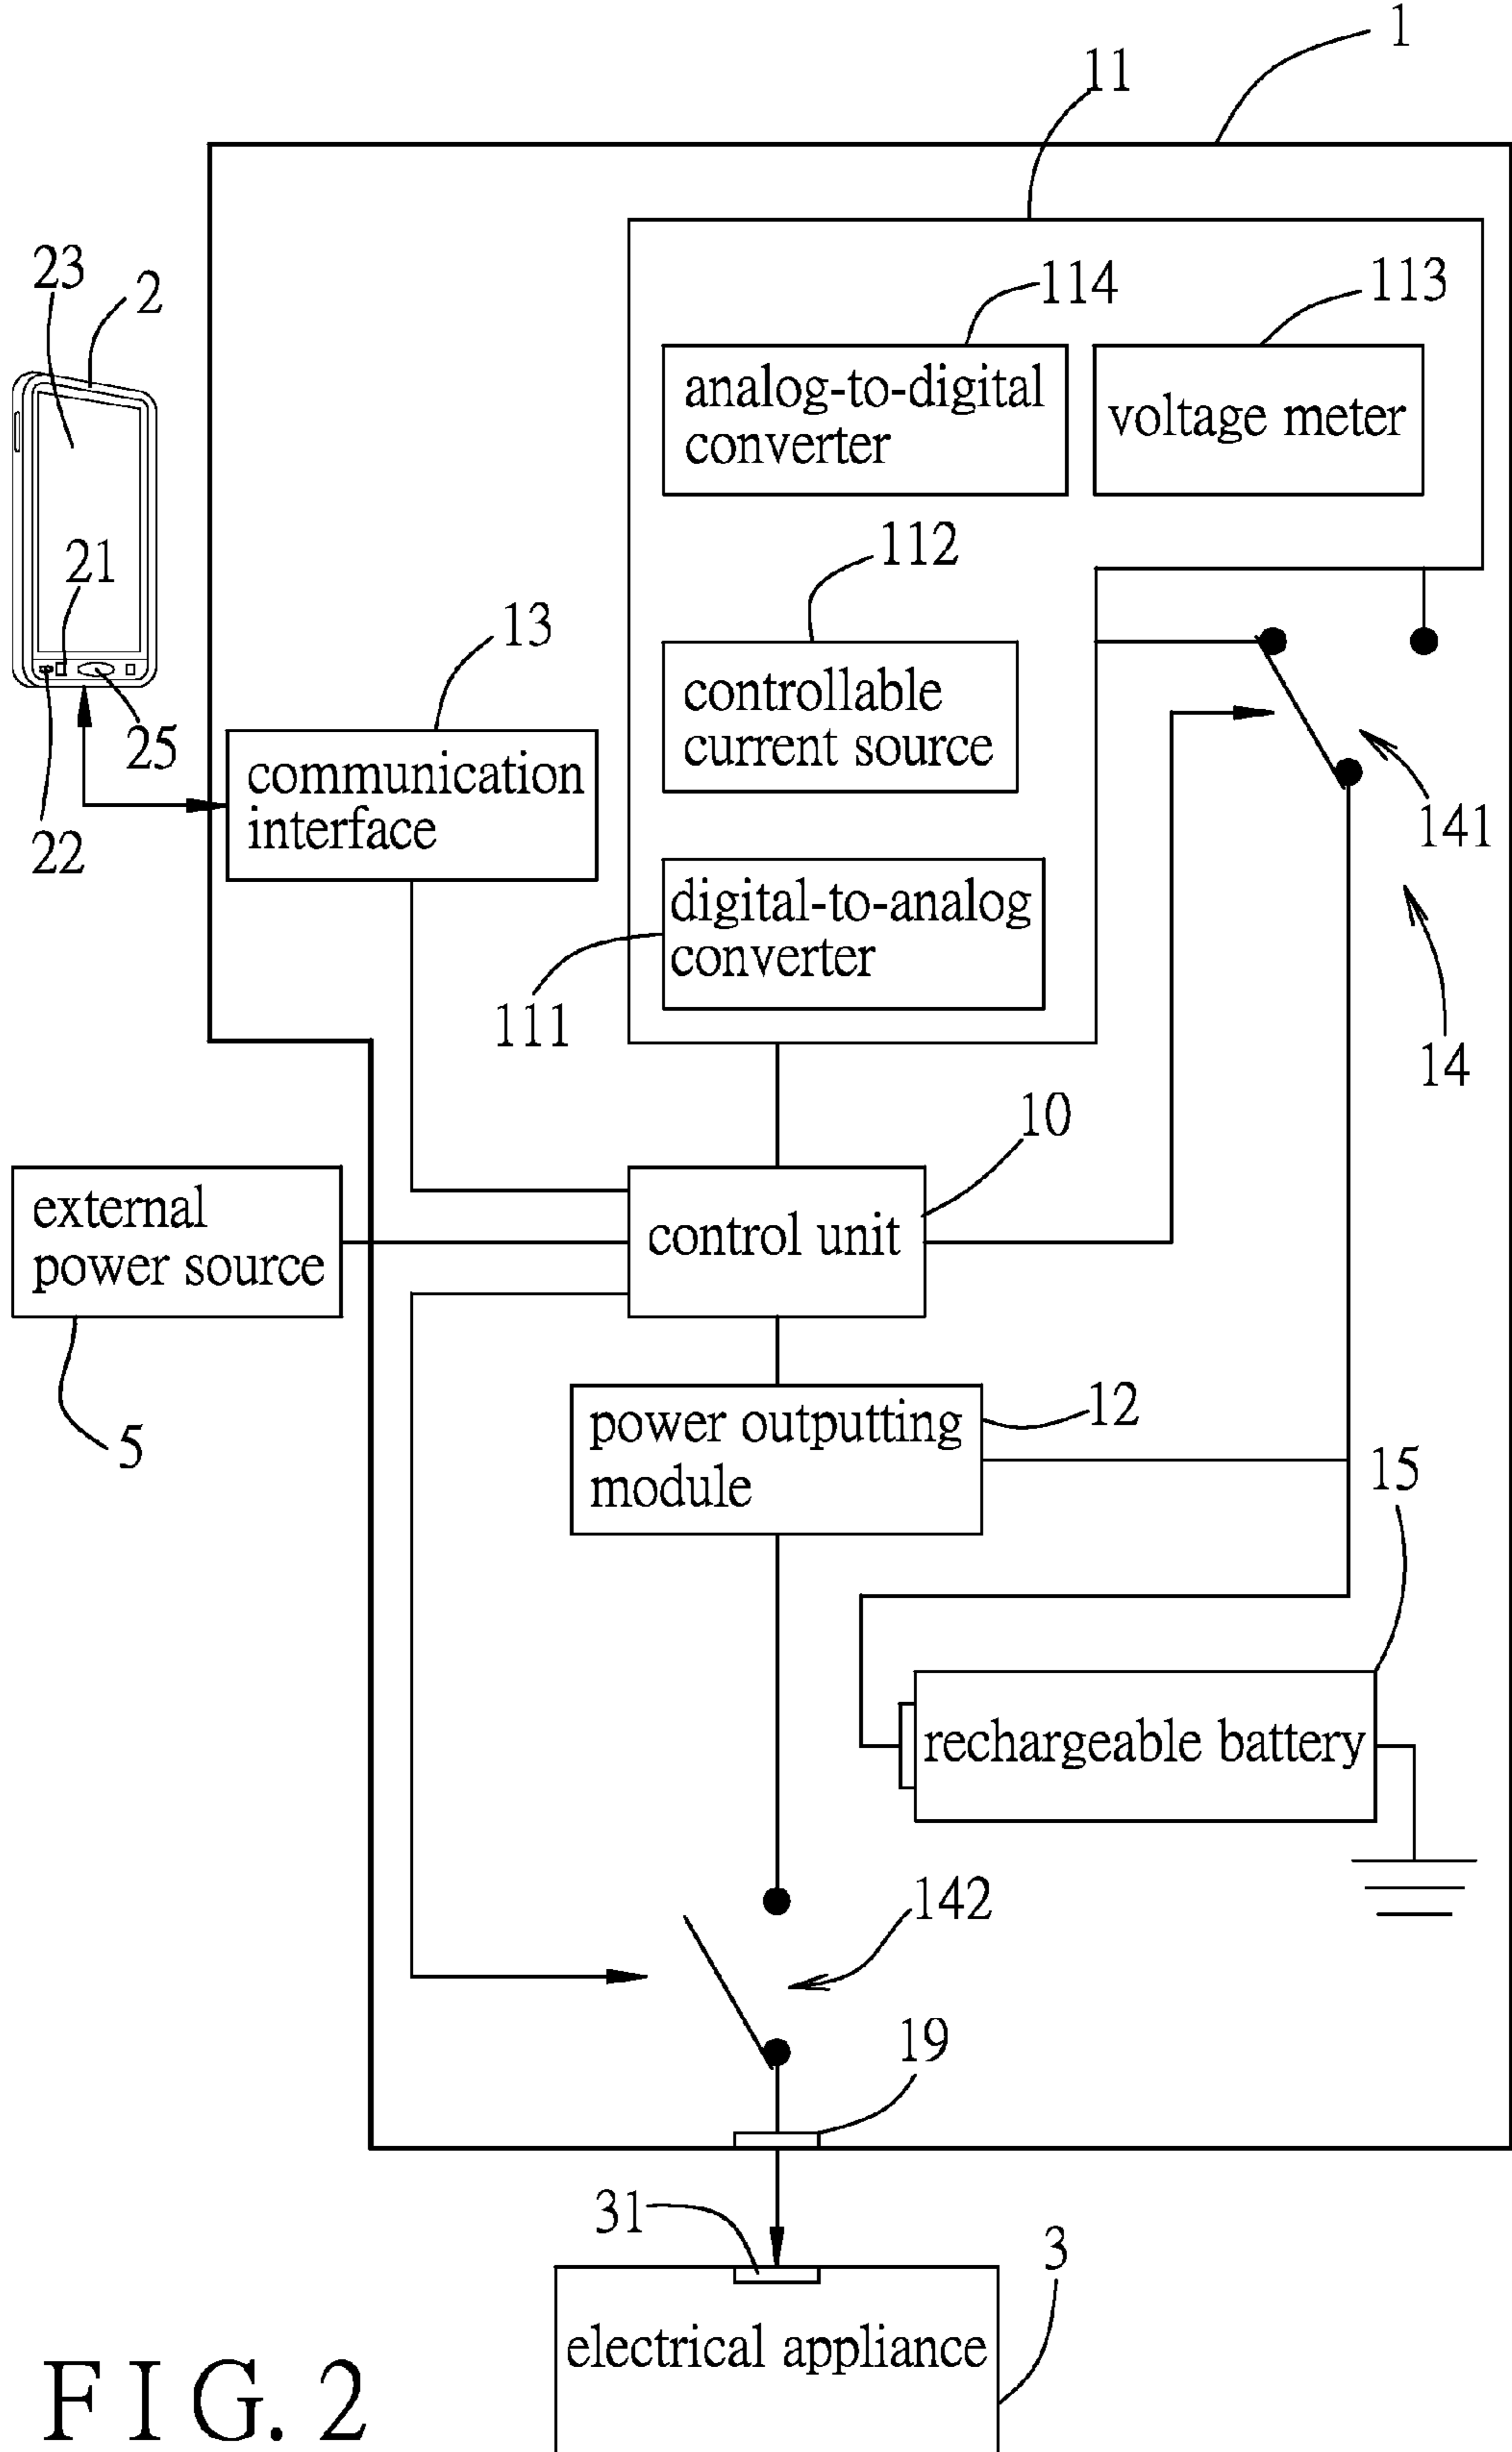 1
11
23
2
114
113
analog-to-digital
converter
voltage meter
112
21
13
controllable
current source
25
communication
interface
22
141
digital-to-analog
converter
111
14
10
external
power source
control unit
5
12
power outputting
module
15
rechargeable battery
142
19
31
3
electrical appliance
FIG. 2